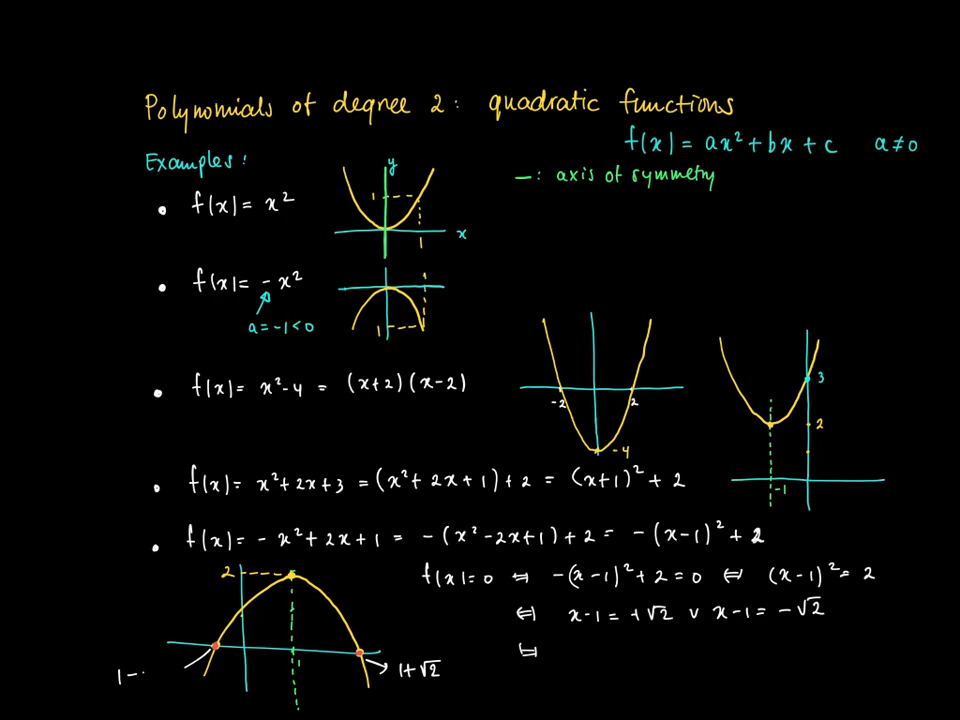 Polynomials of degree 2: quadratic functions
f(x) = ax² + bx + c a≠0
Examples:
—: axis of symmetry
• f(x) = x²
y
1
x
1
• f(x) = - x²
a = -1 < 0
1
• f(x) = x² - 4 = (x+2)(x-2)
-2
2
-4
3
2
-1
• f(x) = x² + 2x + 3 = (x² + 2x + 1) + 2 = (x+1)² + 2
• f(x) = - x² + 2x + 1 = -(x² - 2x + 1) + 2 = -(x-1)² + 2
2
f(x) = 0 ⇔ -(x-1)² + 2 = 0 ⇔ (x-1)² = 2
⇔ x-1 = +√2 ∨ x-1 = -√2
1
1 -
1+√2